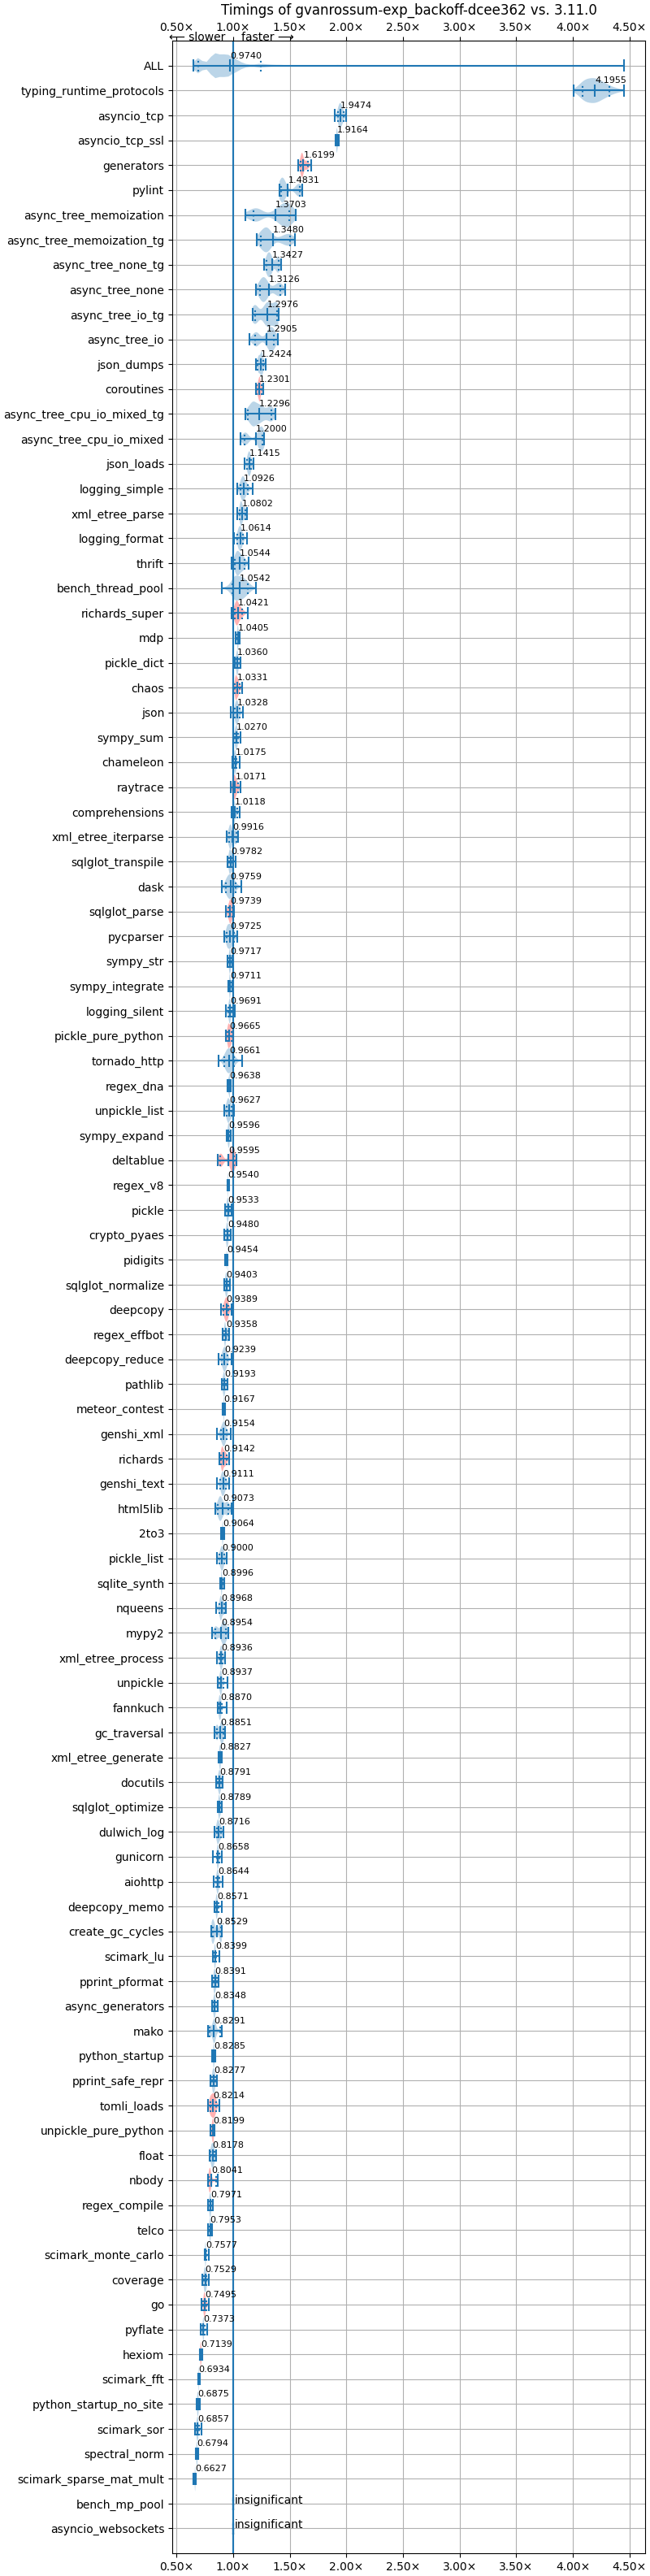 Timings of gvanrossum-exp_backoff-dcee362 vs. 3.11.0
0.50× 1.00× 1.50× 2.00× 2.50× 3.00× 3.50× 4.00× 4.50×
⟵ slower faster ⟶
ALL 0.9740
typing_runtime_protocols 4.1955
asyncio_tcp 1.9474
asyncio_tcp_ssl 1.9164
generators 1.6199
pylint 1.4831
async_tree_memoization 1.3703
async_tree_memoization_tg 1.3480
async_tree_none_tg 1.3427
async_tree_none 1.3126
async_tree_io_tg 1.2976
async_tree_io 1.2905
json_dumps 1.2424
coroutines 1.2301
async_tree_cpu_io_mixed_tg 1.2296
async_tree_cpu_io_mixed 1.2000
json_loads 1.1415
logging_simple 1.0926
xml_etree_parse 1.0802
logging_format 1.0614
thrift 1.0544
bench_thread_pool 1.0542
richards_super 1.0421
mdp 1.0405
pickle_dict 1.0360
chaos 1.0331
json 1.0328
sympy_sum 1.0270
chameleon 1.0175
raytrace 1.0171
comprehensions 1.0118
xml_etree_iterparse 0.9916
sqlglot_transpile 0.9782
dask 0.9759
sqlglot_parse 0.9739
pycparser 0.9725
sympy_str 0.9717
sympy_integrate 0.9711
logging_silent 0.9691
pickle_pure_python 0.9665
tornado_http 0.9661
regex_dna 0.9638
unpickle_list 0.9627
sympy_expand 0.9596
deltablue 0.9595
regex_v8 0.9540
pickle 0.9533
crypto_pyaes 0.9480
pidigits 0.9454
sqlglot_normalize 0.9403
deepcopy 0.9389
regex_effbot 0.9358
deepcopy_reduce 0.9239
pathlib 0.9193
meteor_contest 0.9167
genshi_xml 0.9154
richards 0.9142
genshi_text 0.9111
html5lib 0.9073
2to3 0.9064
pickle_list 0.9000
sqlite_synth 0.8996
nqueens 0.8968
mypy2 0.8954
xml_etree_process 0.8936
unpickle 0.8937
fannkuch 0.8870
gc_traversal 0.8851
xml_etree_generate 0.8827
docutils 0.8791
sqlglot_optimize 0.8789
dulwich_log 0.8716
gunicorn 0.8658
aiohttp 0.8644
deepcopy_memo 0.8571
create_gc_cycles 0.8529
scimark_lu 0.8399
pprint_pformat 0.8391
async_generators 0.8348
mako 0.8291
python_startup 0.8285
pprint_safe_repr 0.8277
tomli_loads 0.8214
unpickle_pure_python 0.8199
float 0.8178
nbody 0.8041
regex_compile 0.7971
telco 0.7953
scimark_monte_carlo 0.7577
coverage 0.7529
go 0.7495
pyflate 0.7373
hexiom 0.7139
scimark_fft 0.6934
python_startup_no_site 0.6875
scimark_sor 0.6857
spectral_norm 0.6794
scimark_sparse_mat_mult 0.6627
bench_mp_pool insignificant
asyncio_websockets insignificant
0.50× 1.00× 1.50× 2.00× 2.50× 3.00× 3.50× 4.00× 4.50×